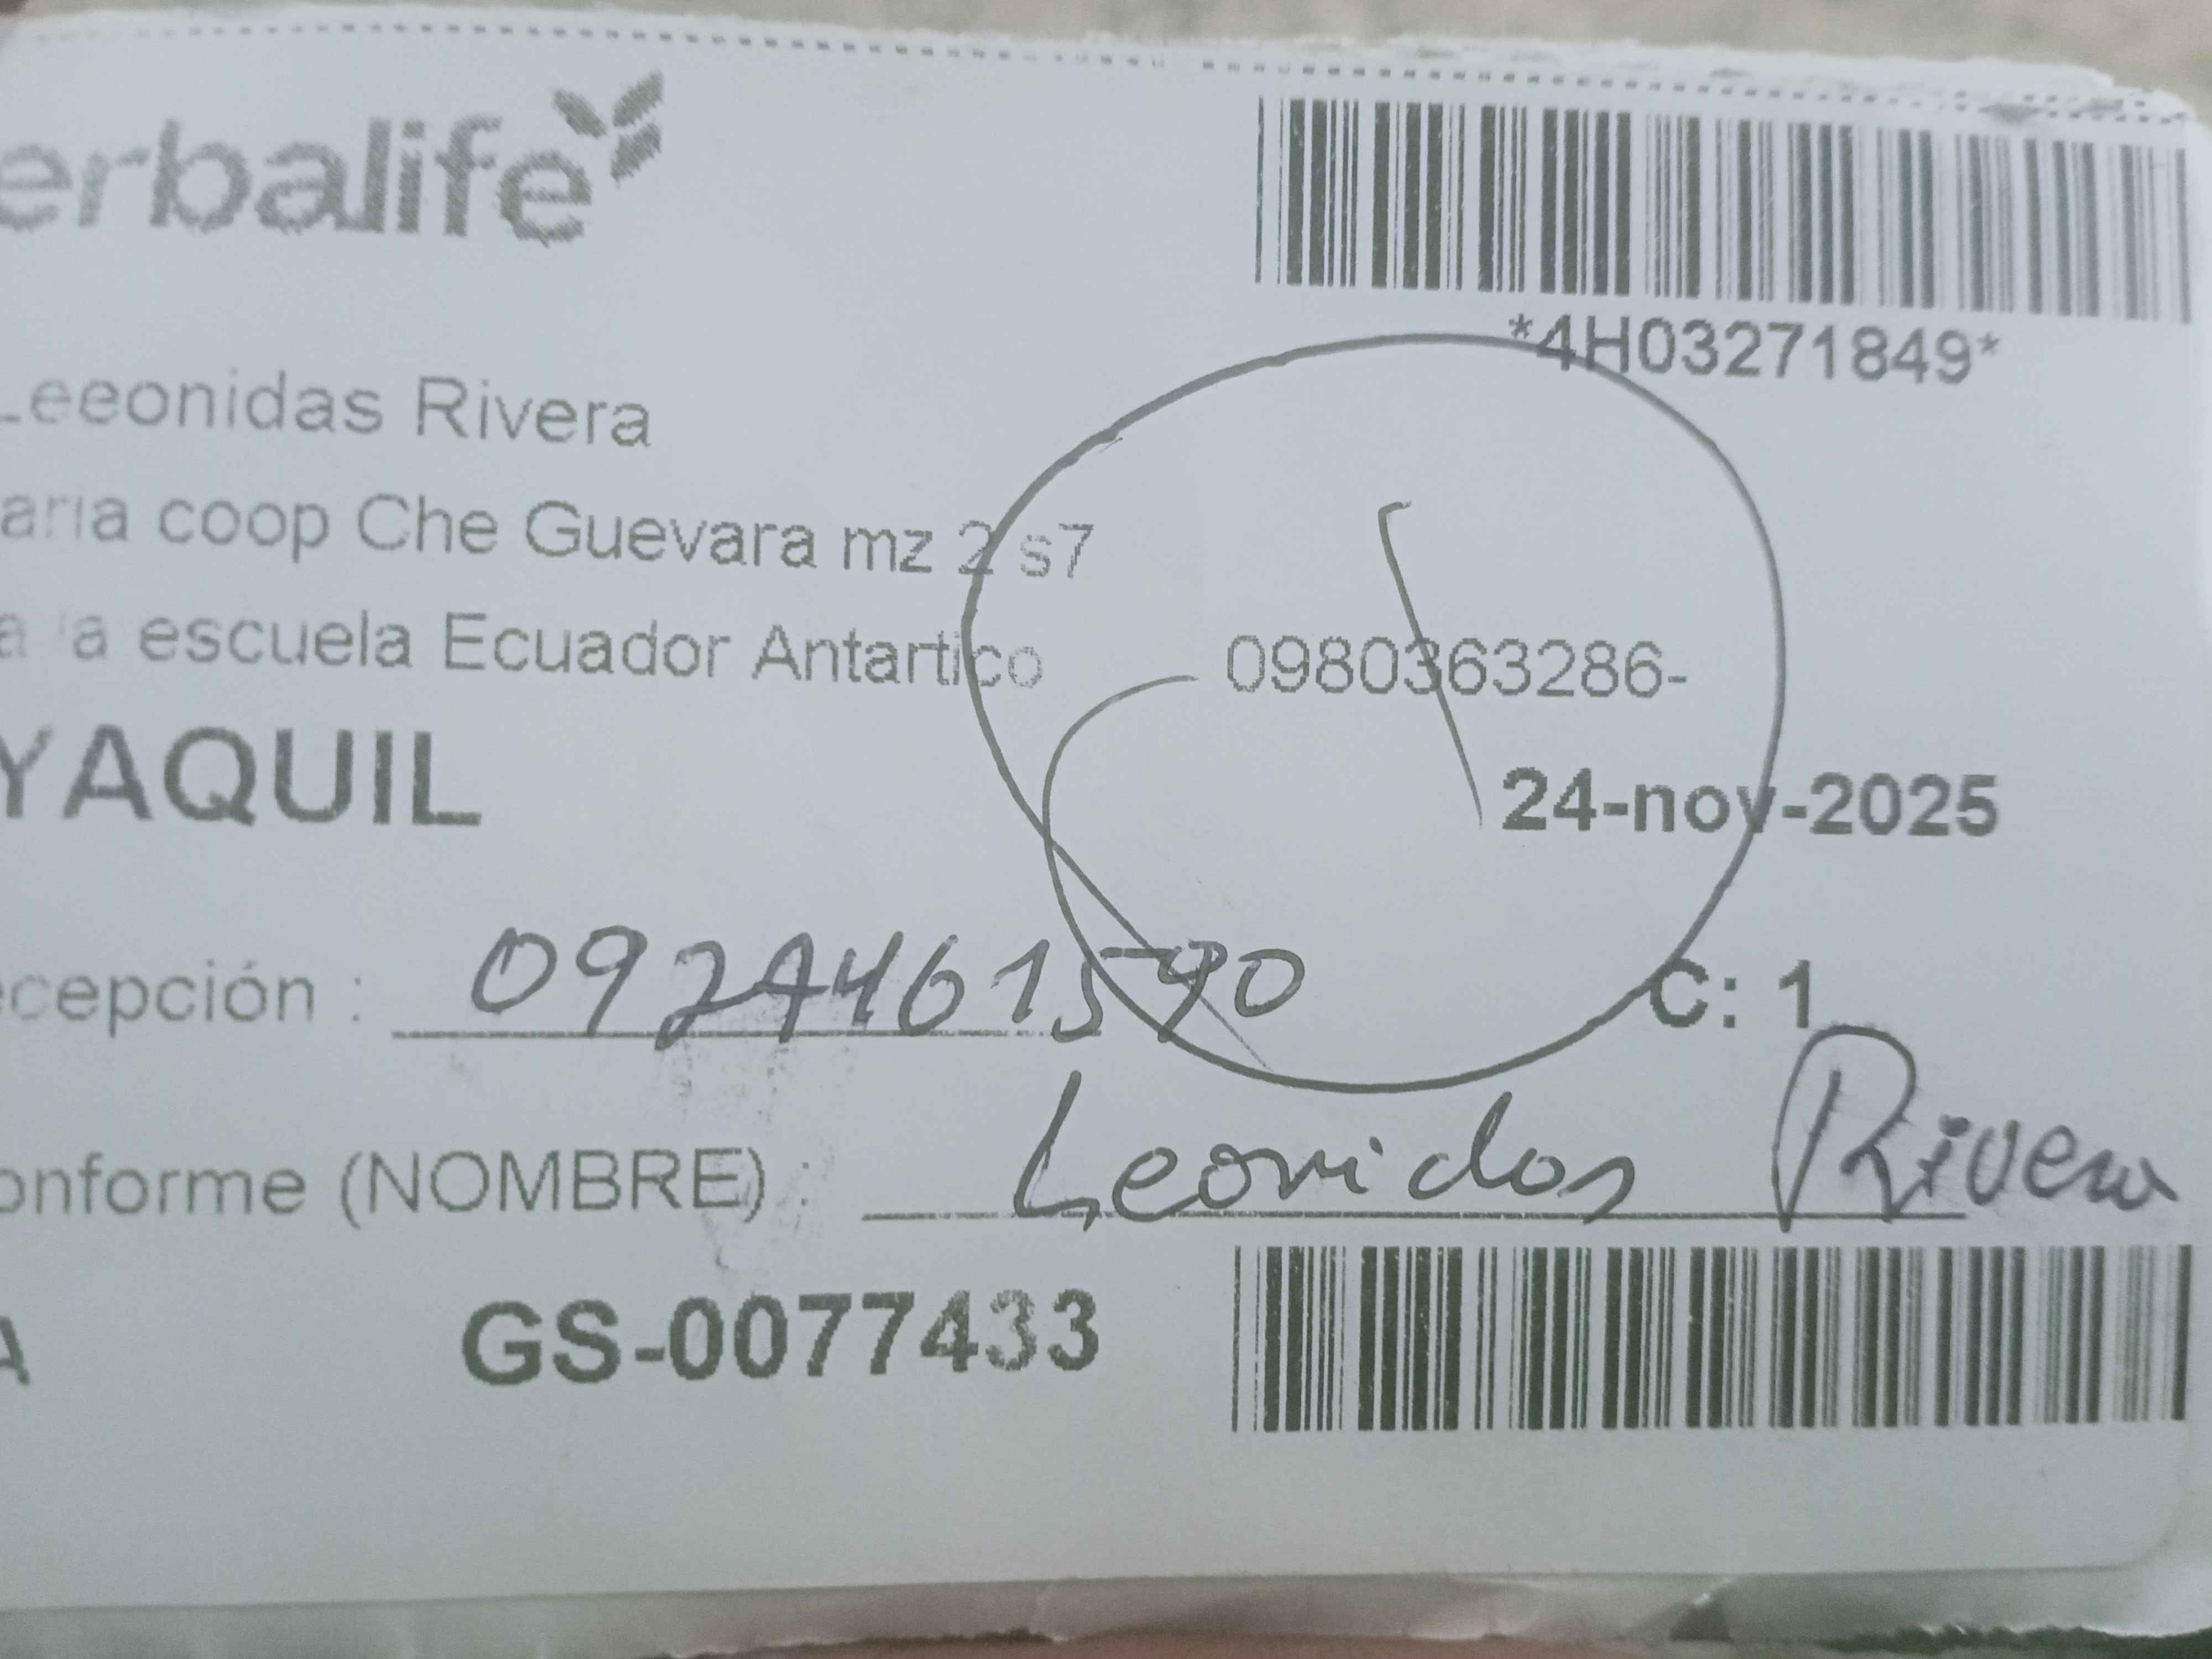 erbalife
*4H03271849*
Leeonidas Rivera
aria coop Che Guevara mz 2 s7
a la escuela Ecuador Antartico 0980363286-
YAQUIL 24-nov-2025
ecepción : 0924461590 C: 1
onforme (NOMBRE) : Leonidas Rivera
A GS-0077433